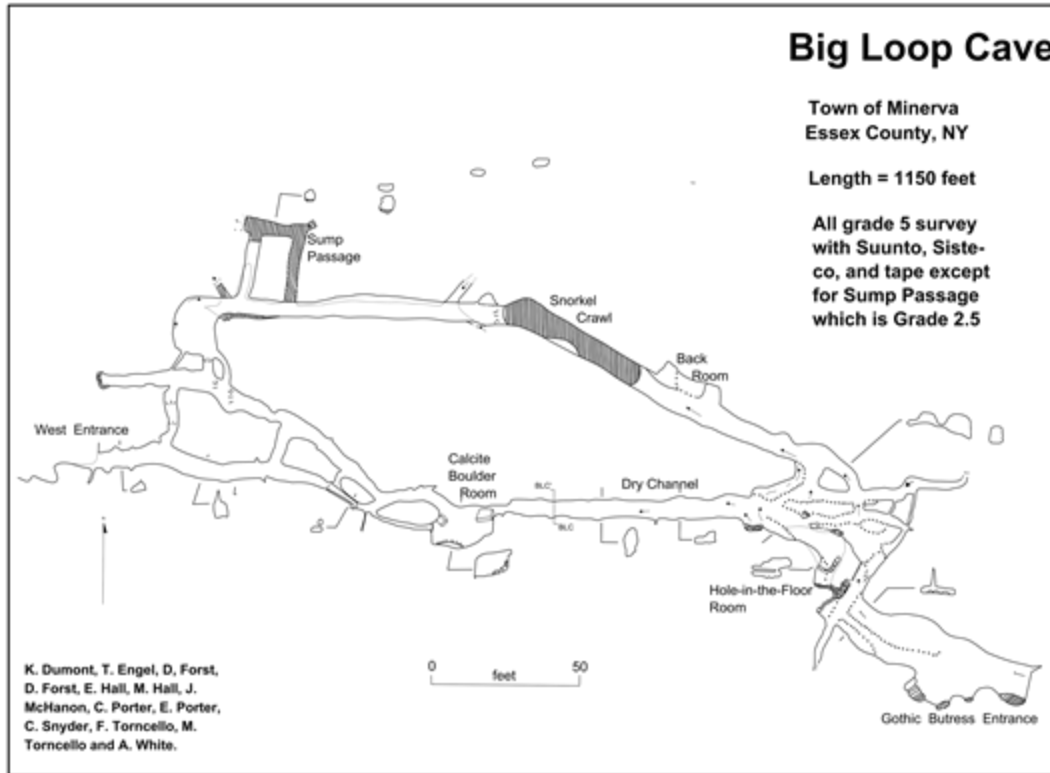 Big Loop Cave
Town of Minerva
Essex County, NY
Length = 1150 feet
All grade 5 survey
with Suunto, Siste-
co, and tape except
for Sump Passage
which is Grade 2.5
Sump
Passage
Snorkel
Crawl
Back
Room
West Entrance
Calcite
Boulder
Room
BLC'
BLC
Dry Channel
Hole-in-the-Floor
Room
0 50
feet
Gothic Butress Entrance
K. Dumont, T. Engel, D, Forst,
D. Forst, E. Hall, M. Hall, J.
McHanon, C. Porter, E. Porter,
C. Snyder, F. Torncello, M.
Torncello and A. White.